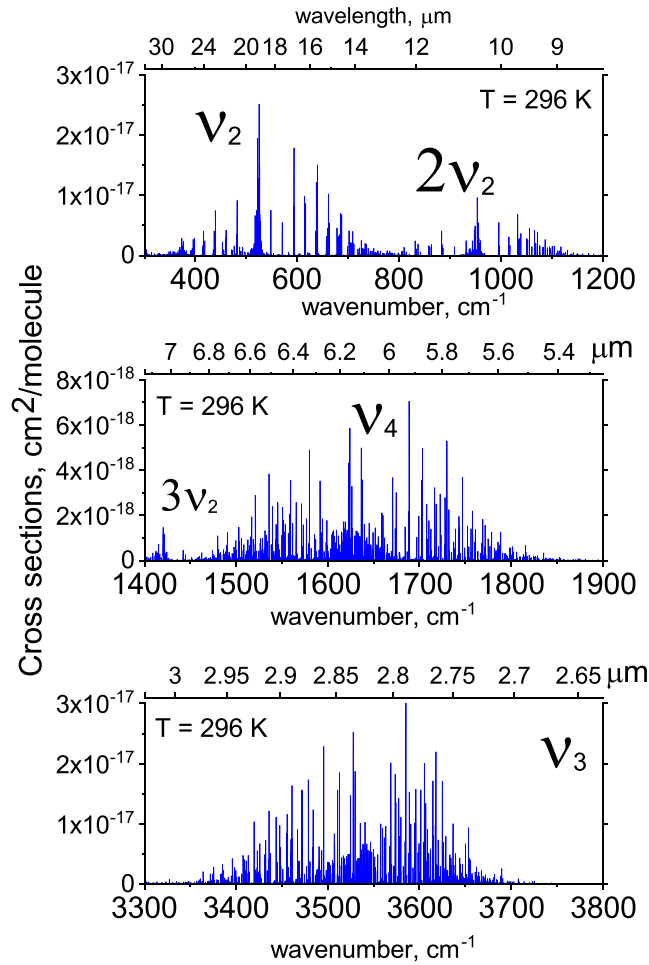 wavelength, μm
30 24 20 18 16 14 12 10 9
3x10-17
T = 296 K
ν2
2x10-17
2ν2
1x10-17
0
400 600 800 1000 1200
wavenumber, cm-1
Cross sections, cm2/molecule
7 6.8 6.6 6.4 6.2 6 5.8 5.6 5.4 μm
8x10-18
T = 296 K
ν4
6x10-18
4x10-18
3ν2
2x10-18
0
1400 1500 1600 1700 1800 1900
wavenumber, cm-1
3 2.95 2.9 2.85 2.8 2.75 2.7 2.65 μm
3x10-17
T = 296 K
ν3
2x10-17
1x10-17
0
3300 3400 3500 3600 3700 3800
wavenumber, cm-1